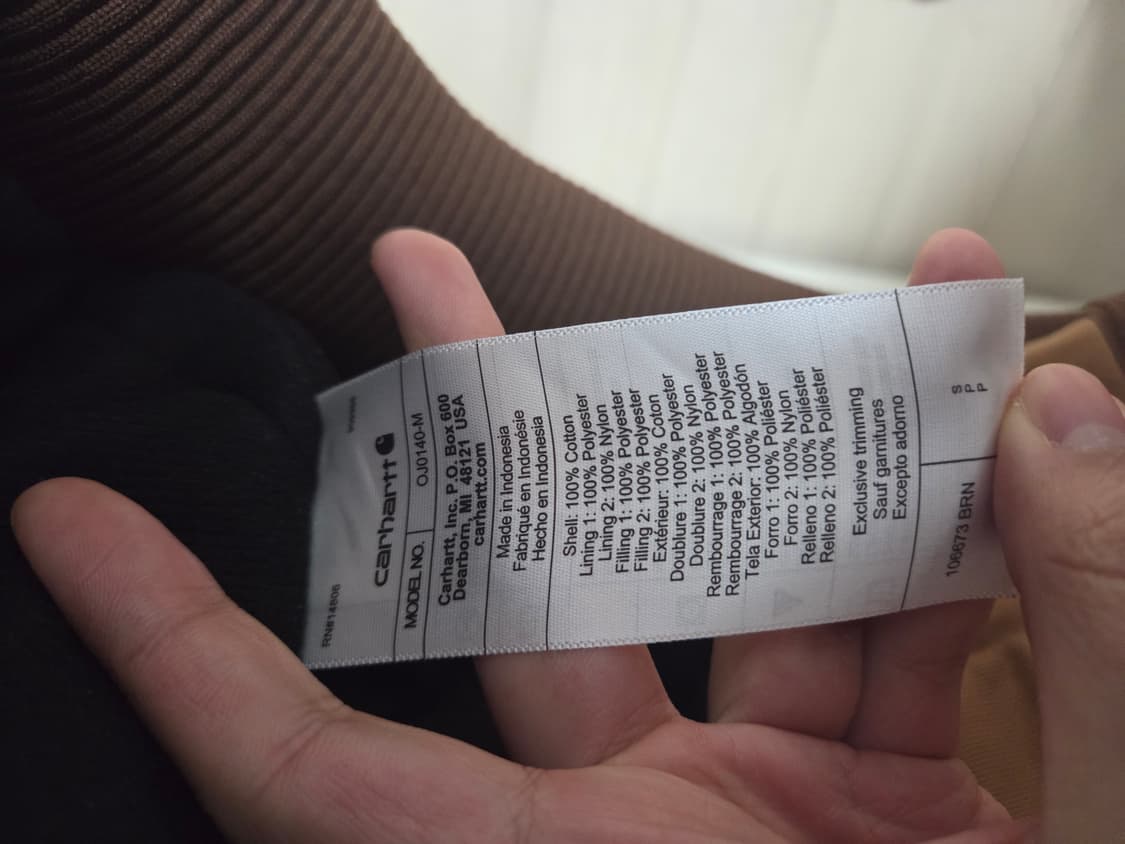 RN#14806
carhartt
MODEL NO. OJ0140-M
Carhartt, Inc. P.O. Box 600
Dearborn, MI 48121 USA
carhartt.com
Made in Indonesia
Fabriqué en Indonésie
Hecho en Indonesia
Shell: 100% Cotton
Lining 1: 100% Polyester
Lining 2: 100% Nylon
Filling 1: 100% Polyester
Filling 2: 100% Polyester
Extérieur: 100% Coton
Doublure 1: 100% Polyester
Doublure 2: 100% Nylon
Rembourrage 1: 100% Polyester
Rembourrage 2: 100% Polyester
Tela Exterior: 100% Algodón
Forro 1: 100% Poliéster
Forro 2: 100% Nylon
Relleno 1: 100% Poliéster
Relleno 2: 100% Poliéster
Exclusive trimming
Sauf garnitures
Excepto adorno
106673 BRN
S
P
P